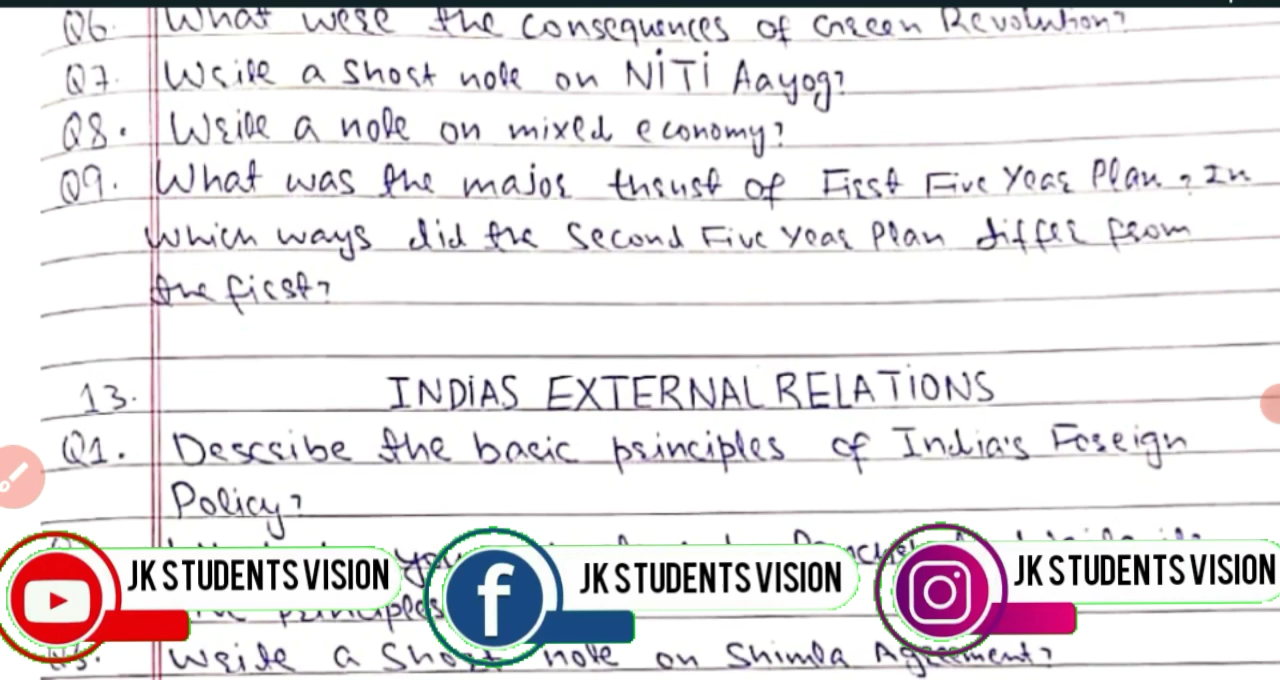 Q6. What were the consequences of Green Revolution?
Q7. Write a short note on NITI Aayog?
Q8. Write a note on mixed economy?
Q9. What was the major thrust of First Five Year Plan, In
which ways did the Second Five Year Plan differ from
the first?
13. INDIAS EXTERNAL RELATIONS
Q1. Describe the basic principles of India's Foreign
Policy?
you
JK STUDENTS VISION JK STUDENTS VISION JK STUDENTS VISION
principles
Write a short note on Shimla Agreement?